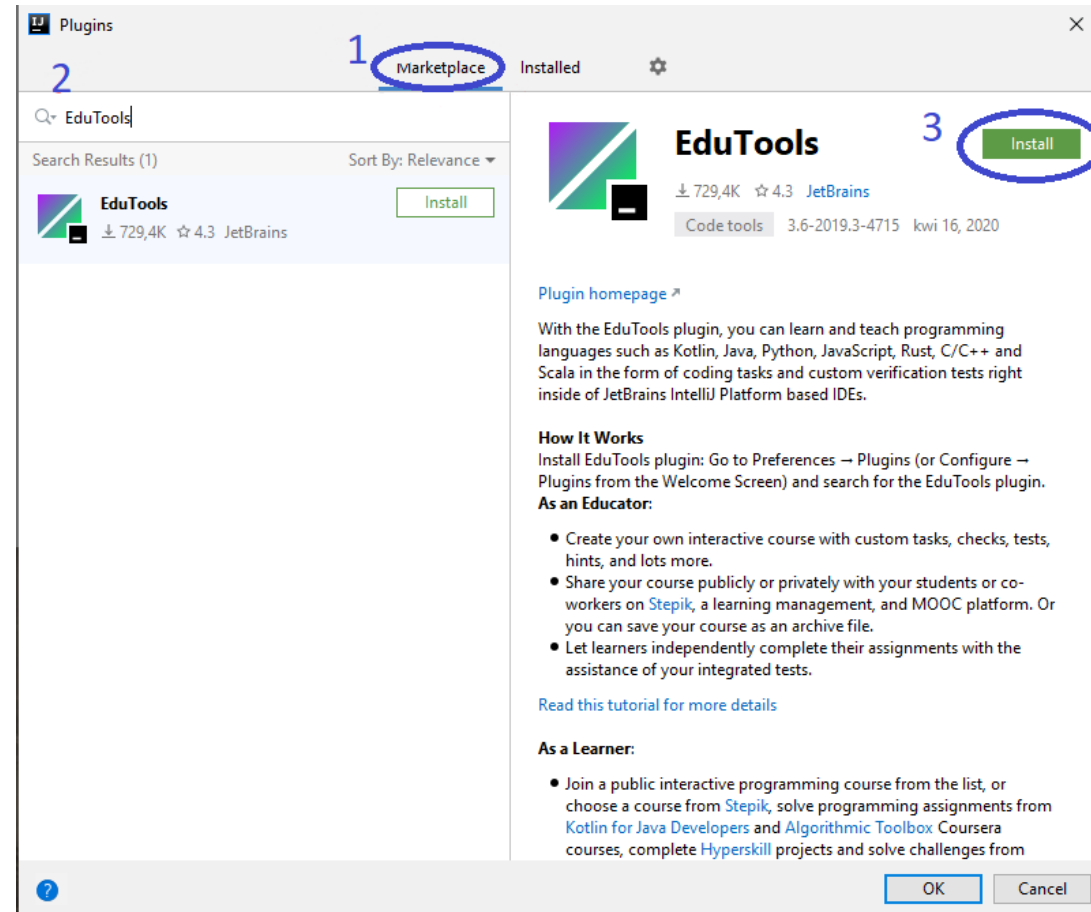 Plugins
1
Marketplace Installed
2
EduTools
Search Results (1) Sort By: Relevance
EduTools
Install
729,4K 4.3 JetBrains
EduTools
3
Install
729,4K 4.3 JetBrains
Code tools 3.6-2019.3-4715 kwi 16, 2020
Plugin homepage ↗
With the EduTools plugin, you can learn and teach programming
languages such as Kotlin, Java, Python, JavaScript, Rust, C/C++ and
Scala in the form of coding tasks and custom verification tests right
inside of JetBrains IntelliJ Platform based IDEs.
How It Works
Install EduTools plugin: Go to Preferences → Plugins (or Configure →
Plugins from the Welcome Screen) and search for the EduTools plugin.
As an Educator:
• Create your own interactive course with custom tasks, checks, tests,
hints, and lots more.
• Share your course publicly or privately with your students or co-
workers on Stepik, a learning management, and MOOC platform. Or
you can save your course as an archive file.
• Let learners independently complete their assignments with the
assistance of your integrated tests.
Read this tutorial for more details
As a Learner:
• Join a public interactive programming course from the list, or
choose a course from Stepik, solve programming assignments from
Kotlin for Java Developers and Algorithmic Toolbox Coursera
courses, complete Hyperskill projects and solve challenges from
? OK Cancel